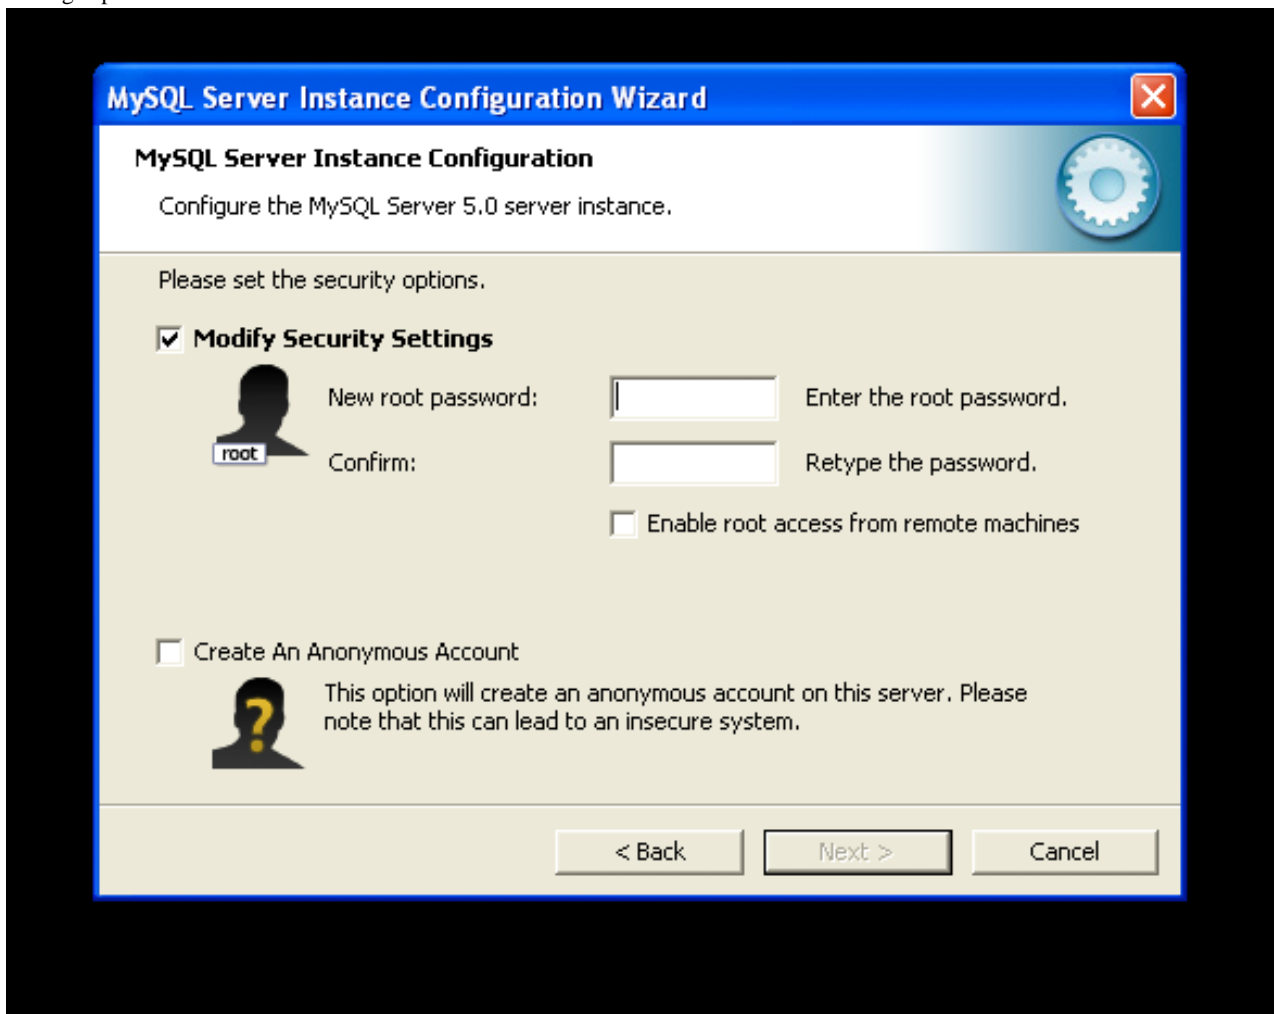 MySQL Server Instance Configuration Wizard
MySQL Server Instance Configuration
Configure the MySQL Server 5.0 server instance.
Please set the security options.
Modify Security Settings
New root password: Enter the root password.
root
Confirm: Retype the password.
Enable root access from remote machines
Create An Anonymous Account
This option will create an anonymous account on this server. Please
note that this can lead to an insecure system.
?
< Back Next > Cancel